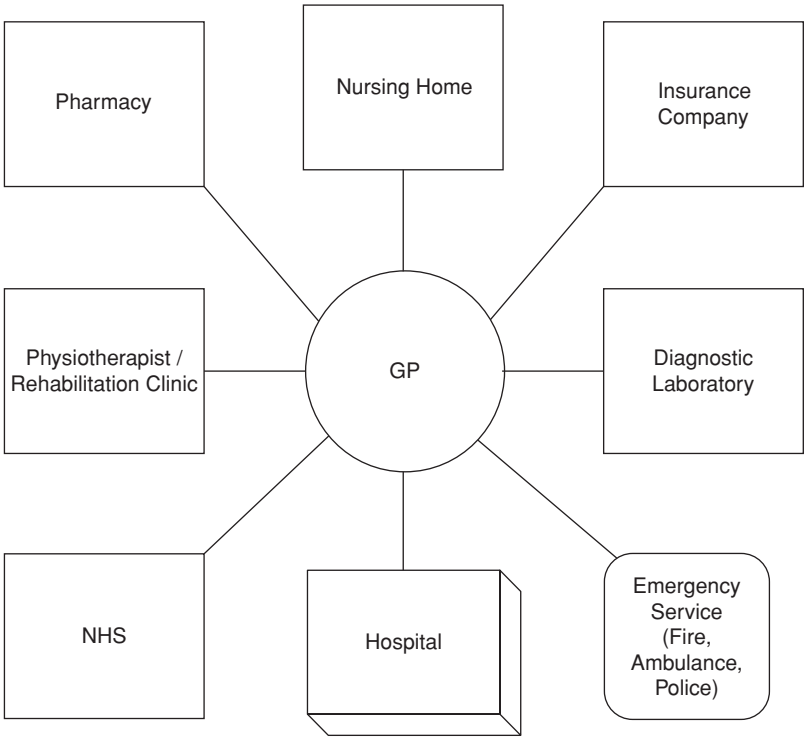 Pharmacy
Nursing Home
Insurance
Company
Physiotherapist /
Rehabilitation Clinic
GP
Diagnostic
Laboratory
NHS
Hospital
Emergency
Service
(Fire,
Ambulance,
Police)